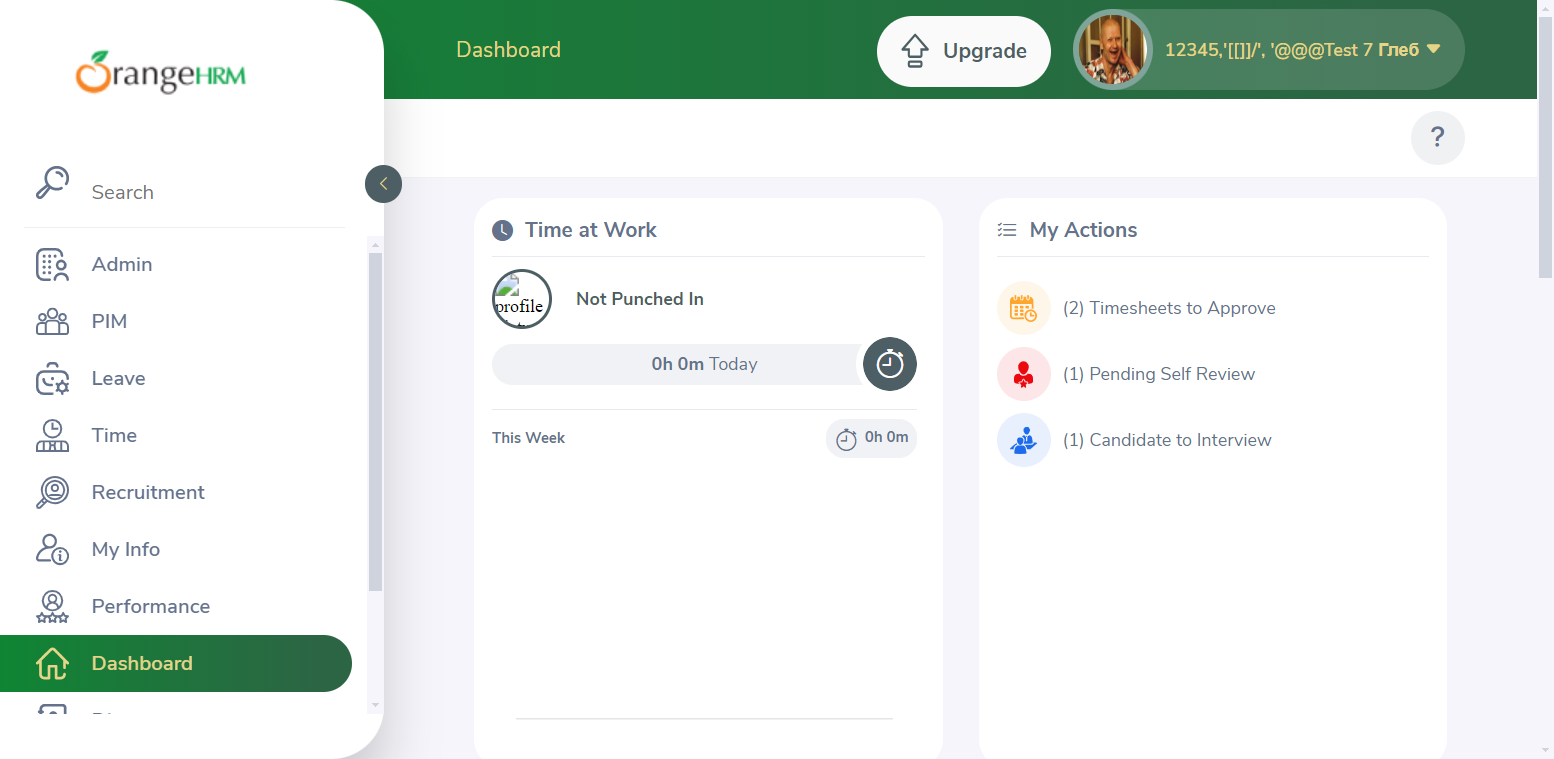 OrangeHRM
Dashboard
Upgrade
12345,'[[]]/', '@@@Test 7 Глеб
?
Search
Admin
PIM
Leave
Time
Recruitment
My Info
Performance
Dashboard
Time at Work
profile
Not Punched In
0h 0m Today
This Week
0h 0m
My Actions
(2) Timesheets to Approve
(1) Pending Self Review
(1) Candidate to Interview